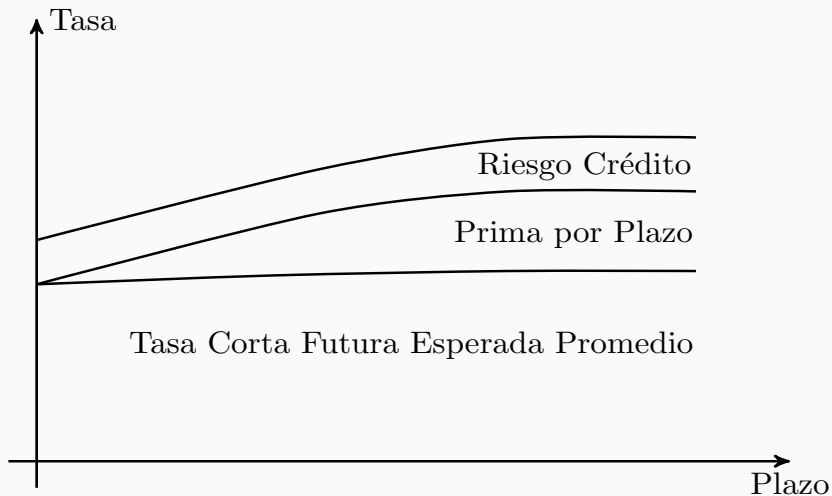 Tasa
Riesgo Crédito
Prima por Plazo
Tasa Corta Futura Esperada Promedio
Plazo